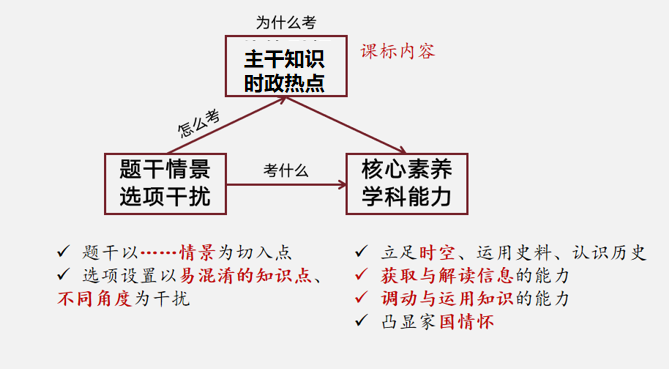 为什么考
主干知识
时政热点
课标内容
怎么考
题干情景
选项干扰
考什么
核心素养
学科能力
✓ 题干以……情景为切入点
✓ 选项设置以易混淆的知识点、
不同角度为干扰
✓ 立足时空、运用史料、认识历史
✓ 获取与解读信息的能力
✓ 调动与运用知识的能力
✓ 凸显家国情怀